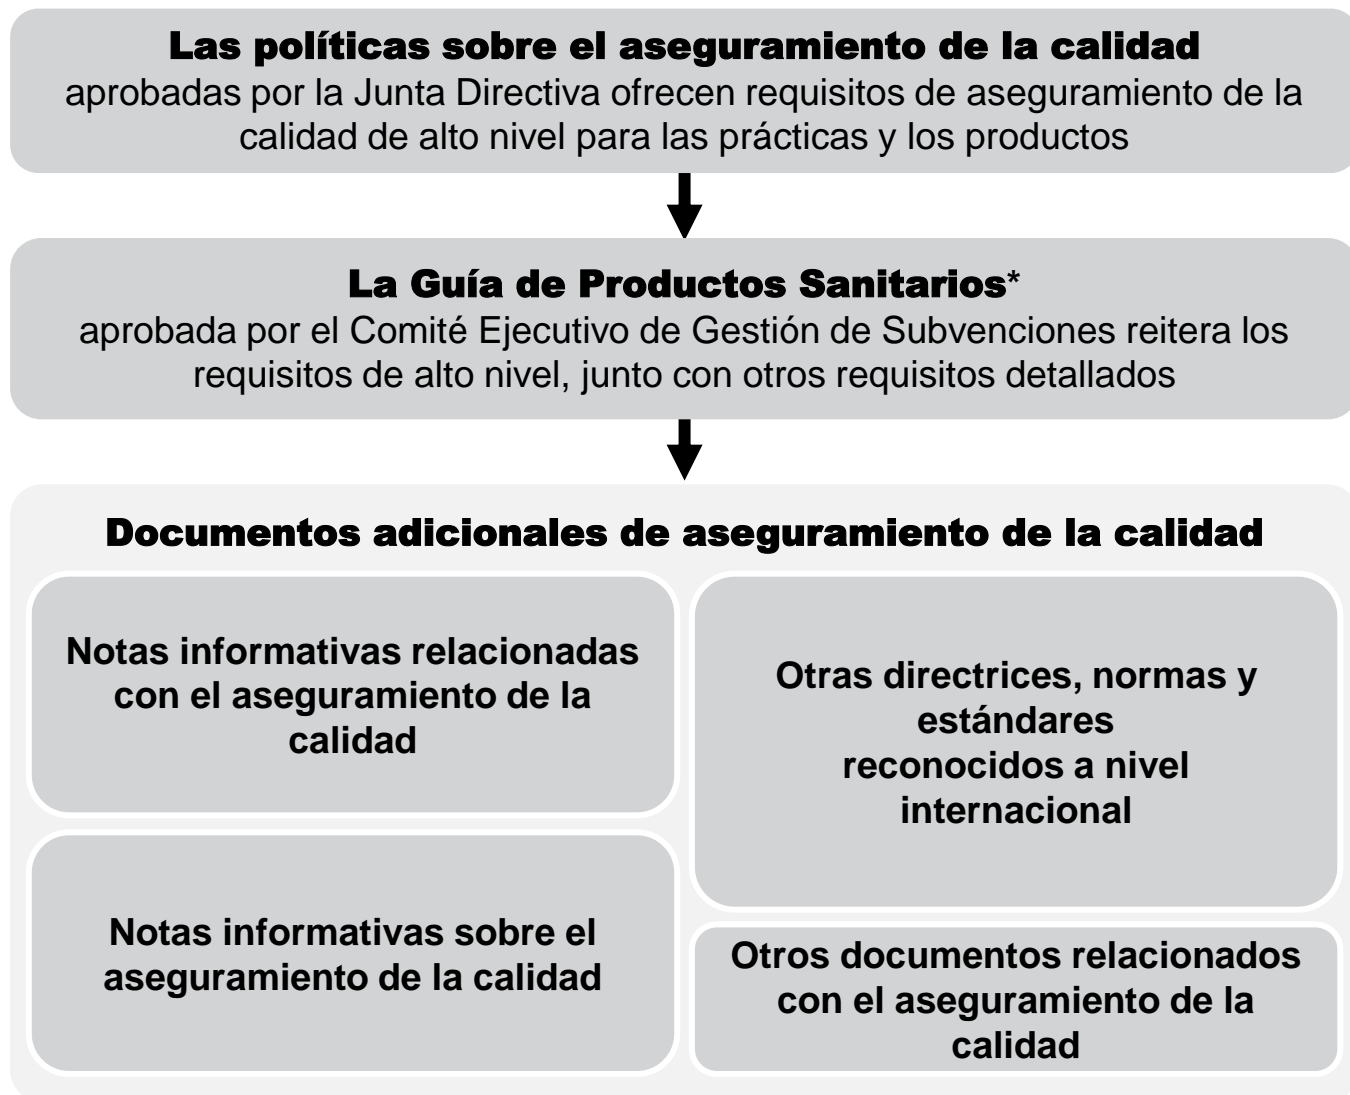 Las políticas sobre el aseguramiento de la calidad
aprobadas por la Junta Directiva ofrecen requisitos de aseguramiento de la
calidad de alto nivel para las prácticas y los productos
La Guía de Productos Sanitarios*
aprobada por el Comité Ejecutivo de Gestión de Subvenciones reitera los
requisitos de alto nivel, junto con otros requisitos detallados
Documentos adicionales de aseguramiento de la calidad
Notas informativas relacionadas
con el aseguramiento de la
calidad
Notas informativas sobre el
aseguramiento de la calidad
Otras directrices, normas y
estándares
reconocidos a nivel
internacional
Otros documentos relacionados
con el aseguramiento de la
calidad